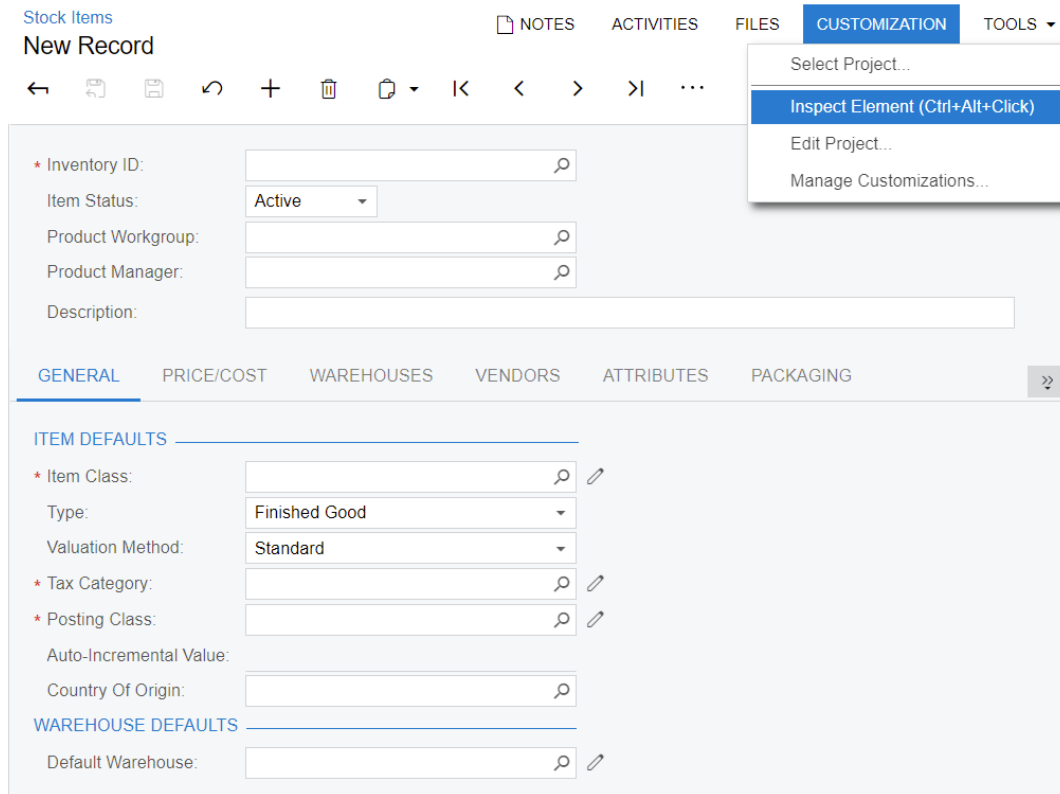 Stock Items
New Record
NOTES ACTIVITIES FILES CUSTOMIZATION TOOLS
Select Project...
Inspect Element (Ctrl+Alt+Click)
Edit Project...
Manage Customizations...
* Inventory ID:
Item Status: Active
Product Workgroup:
Product Manager:
Description:
GENERAL PRICE/COST WAREHOUSES VENDORS ATTRIBUTES PACKAGING
ITEM DEFAULTS
* Item Class:
Type: Finished Good
Valuation Method: Standard
* Tax Category:
* Posting Class:
Auto-Incremental Value:
Country Of Origin:
WAREHOUSE DEFAULTS
Default Warehouse: